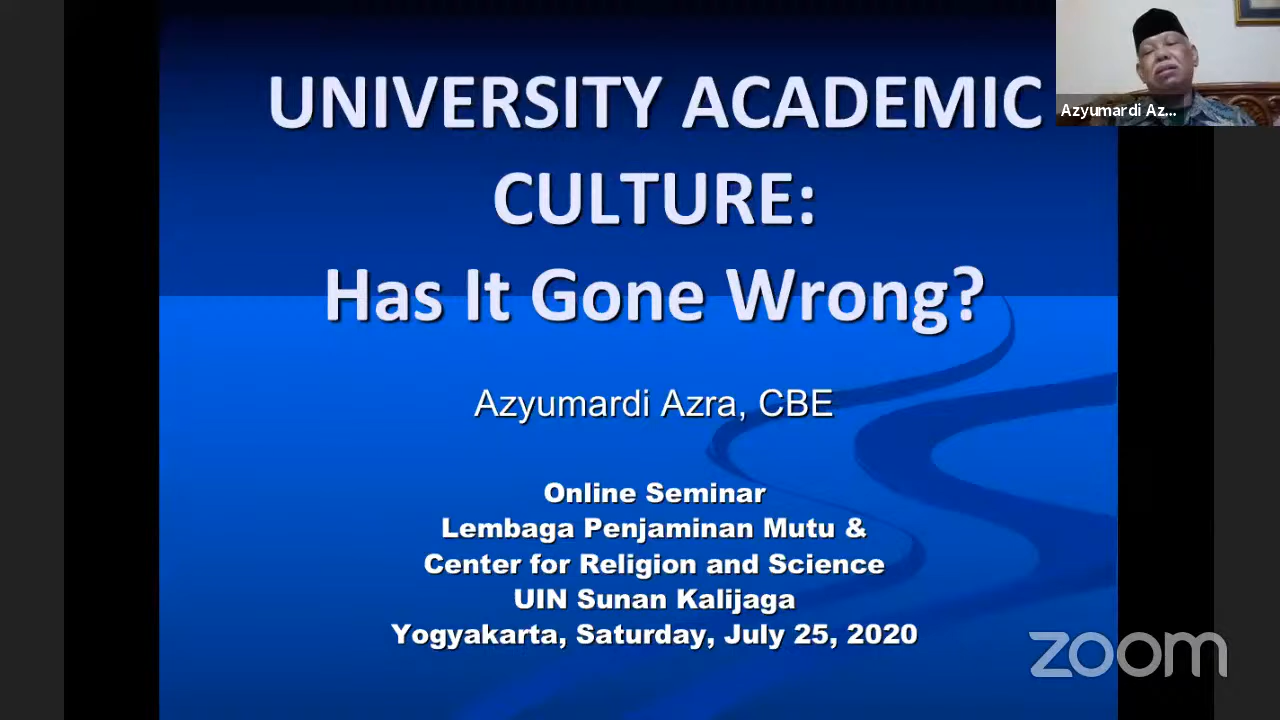 UNIVERSITY ACADEMIC
CULTURE:
Has It Gone Wrong?
Azyumardi Az...
Azyumardi Azra, CBE
Online Seminar
Lembaga Penjaminan Mutu &
Center for Religion and Science
UIN Sunan Kalijaga
Yogyakarta, Saturday, July 25, 2020
zoom